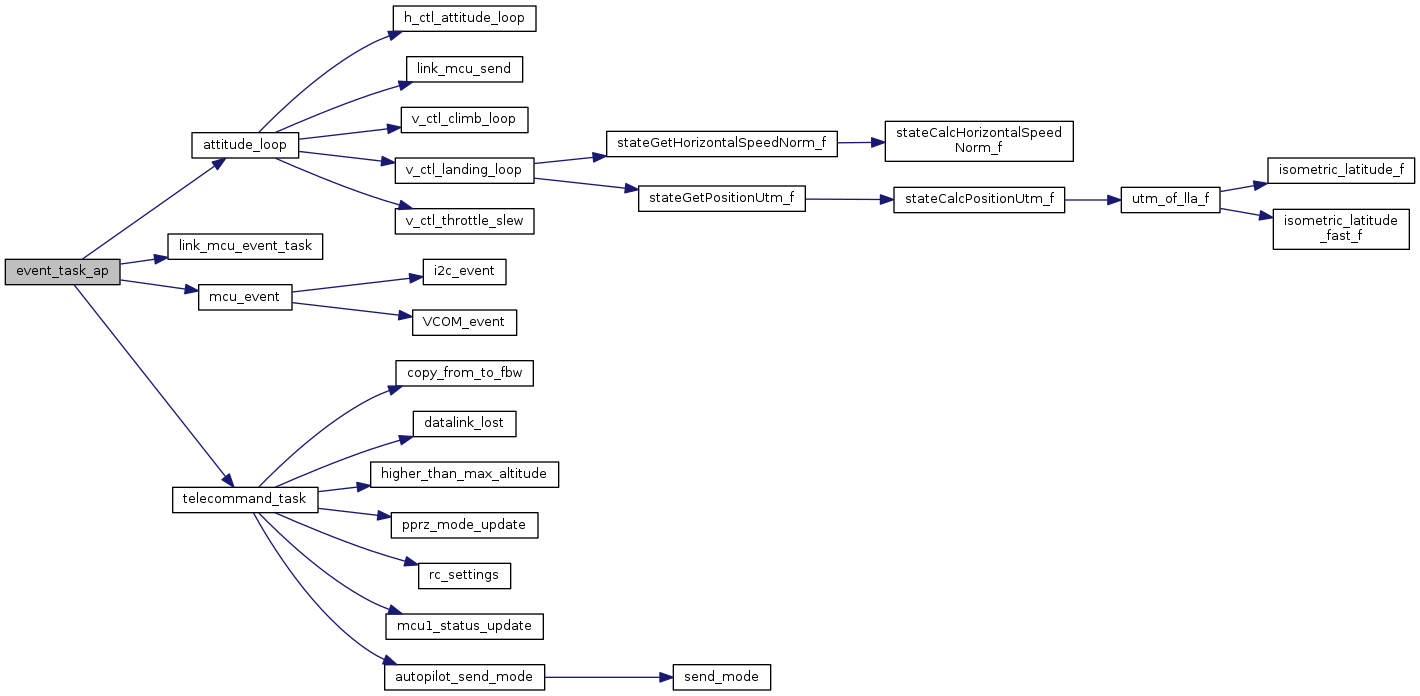 h_ctl_attitude_loop
link_mcu_send
v_ctl_climb_loop
attitude_loop
stateGetHorizontalSpeedNorm_f
stateCalcHorizontalSpeed
Norm_f
v_ctl_landing_loop
isometric_latitude_f
stateGetPositionUtm_f
stateCalcPositionUtm_f
utm_of_lla_f
v_ctl_throttle_slew
isometric_latitude
_fast_f
link_mcu_event_task
event_task_ap
i2c_event
mcu_event
VCOM_event
copy_from_to_fbw
datalink_lost
higher_than_max_altitude
telecommand_task
pprz_mode_update
rc_settings
mcu1_status_update
autopilot_send_mode
send_mode